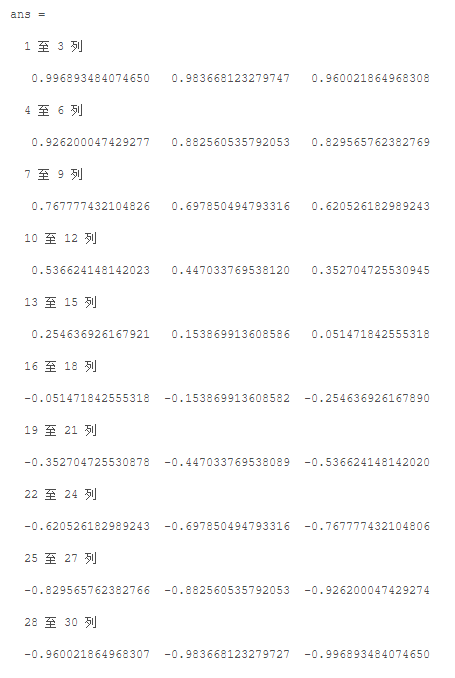 ans =
1 至 3 列
0.996893484074650 0.983668123279747 0.960021864968308
4 至 6 列
0.926200047429277 0.882560535792053 0.829565762382769
7 至 9 列
0.767777432104826 0.697850494793316 0.620526182989243
10 至 12 列
0.536624148142023 0.447033769538120 0.352704725530945
13 至 15 列
0.254636926167921 0.153869913608586 0.051471842555318
16 至 18 列
-0.051471842555318 -0.153869913608582 -0.254636926167890
19 至 21 列
-0.352704725530878 -0.447033769538089 -0.536624148142020
22 至 24 列
-0.620526182989243 -0.697850494793316 -0.767777432104806
25 至 27 列
-0.829565762382766 -0.882560535792053 -0.926200047429274
28 至 30 列
-0.960021864968307 -0.983668123279727 -0.996893484074650